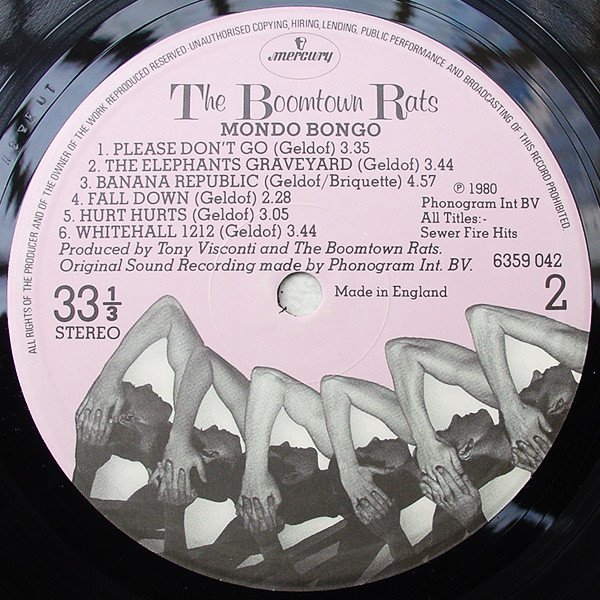 ALL RIGHTS OF THE PRODUCER AND OF THE OWNER OF THE WORK REPRODUCED RESERVED · UNAUTHORISED COPYING, HIRING, LENDING, PUBLIC PERFORMANCE AND BROADCASTING OF THIS RECORD PROHIBITED
mercury
The Boomtown Rats
MONDO BONGO
1. PLEASE DON'T GO (Geldof) 3.35
2. THE ELEPHANTS GRAVEYARD (Geldof) 3.44
3. BANANA REPUBLIC (Geldof/Briquette) 4.57
4. FALL DOWN (Geldof) 2.28
5. HURT HURTS (Geldof) 3.05
6. WHITEHALL 1212 (Geldof) 3.44
℗ 1980
Phonogram Int BV
All Titles:-
Sewer Fire Hits
Produced by Tony Visconti and The Boomtown Rats.
Original Sound Recording made by Phonogram Int. BV.
6359 042
33 1/3
STEREO
Made in England
2